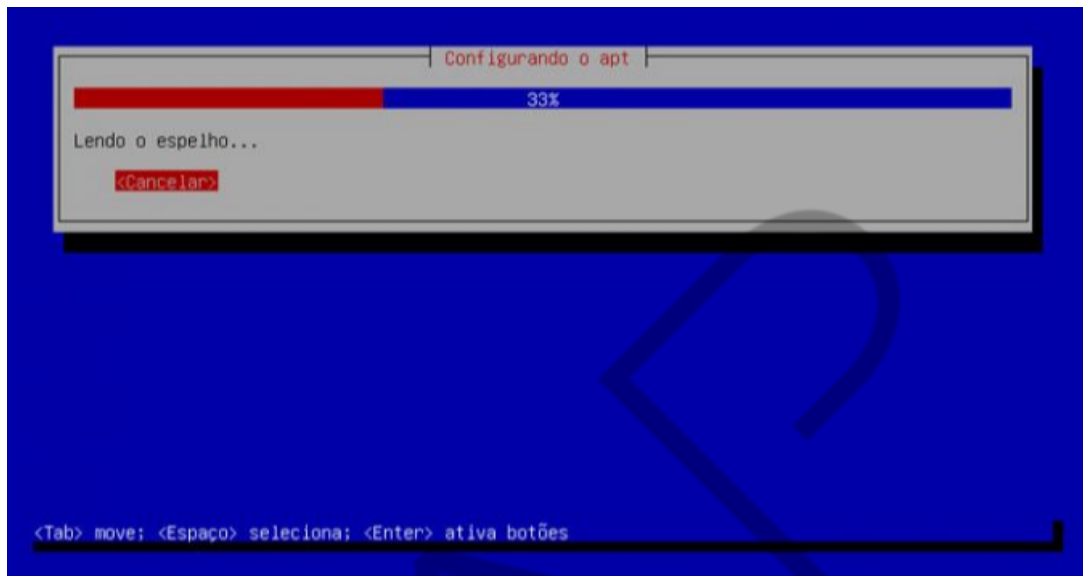 Configurando o apt
33%
Lendo o espelho...
<Cancelar>
<Tab> move; <Espaço> seleciona; <Enter> ativa botões